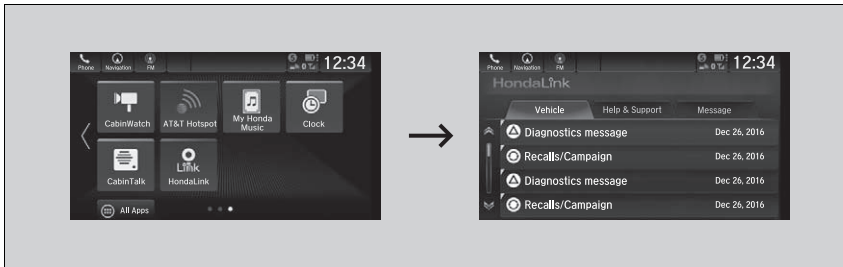 Phone Navigation FM 12:34
CabinWatch AT&T Hotspot My Honda Music Clock
CabinTalk Link HondaLink
All Apps
Phone Navigation FM 12:34
HondaLink
Vehicle Help & Support Message
Diagnostics message Dec 26, 2016
Recalls/Campaign Dec 26, 2016
Diagnostics message Dec 26, 2016
Recalls/Campaign Dec 26, 2016